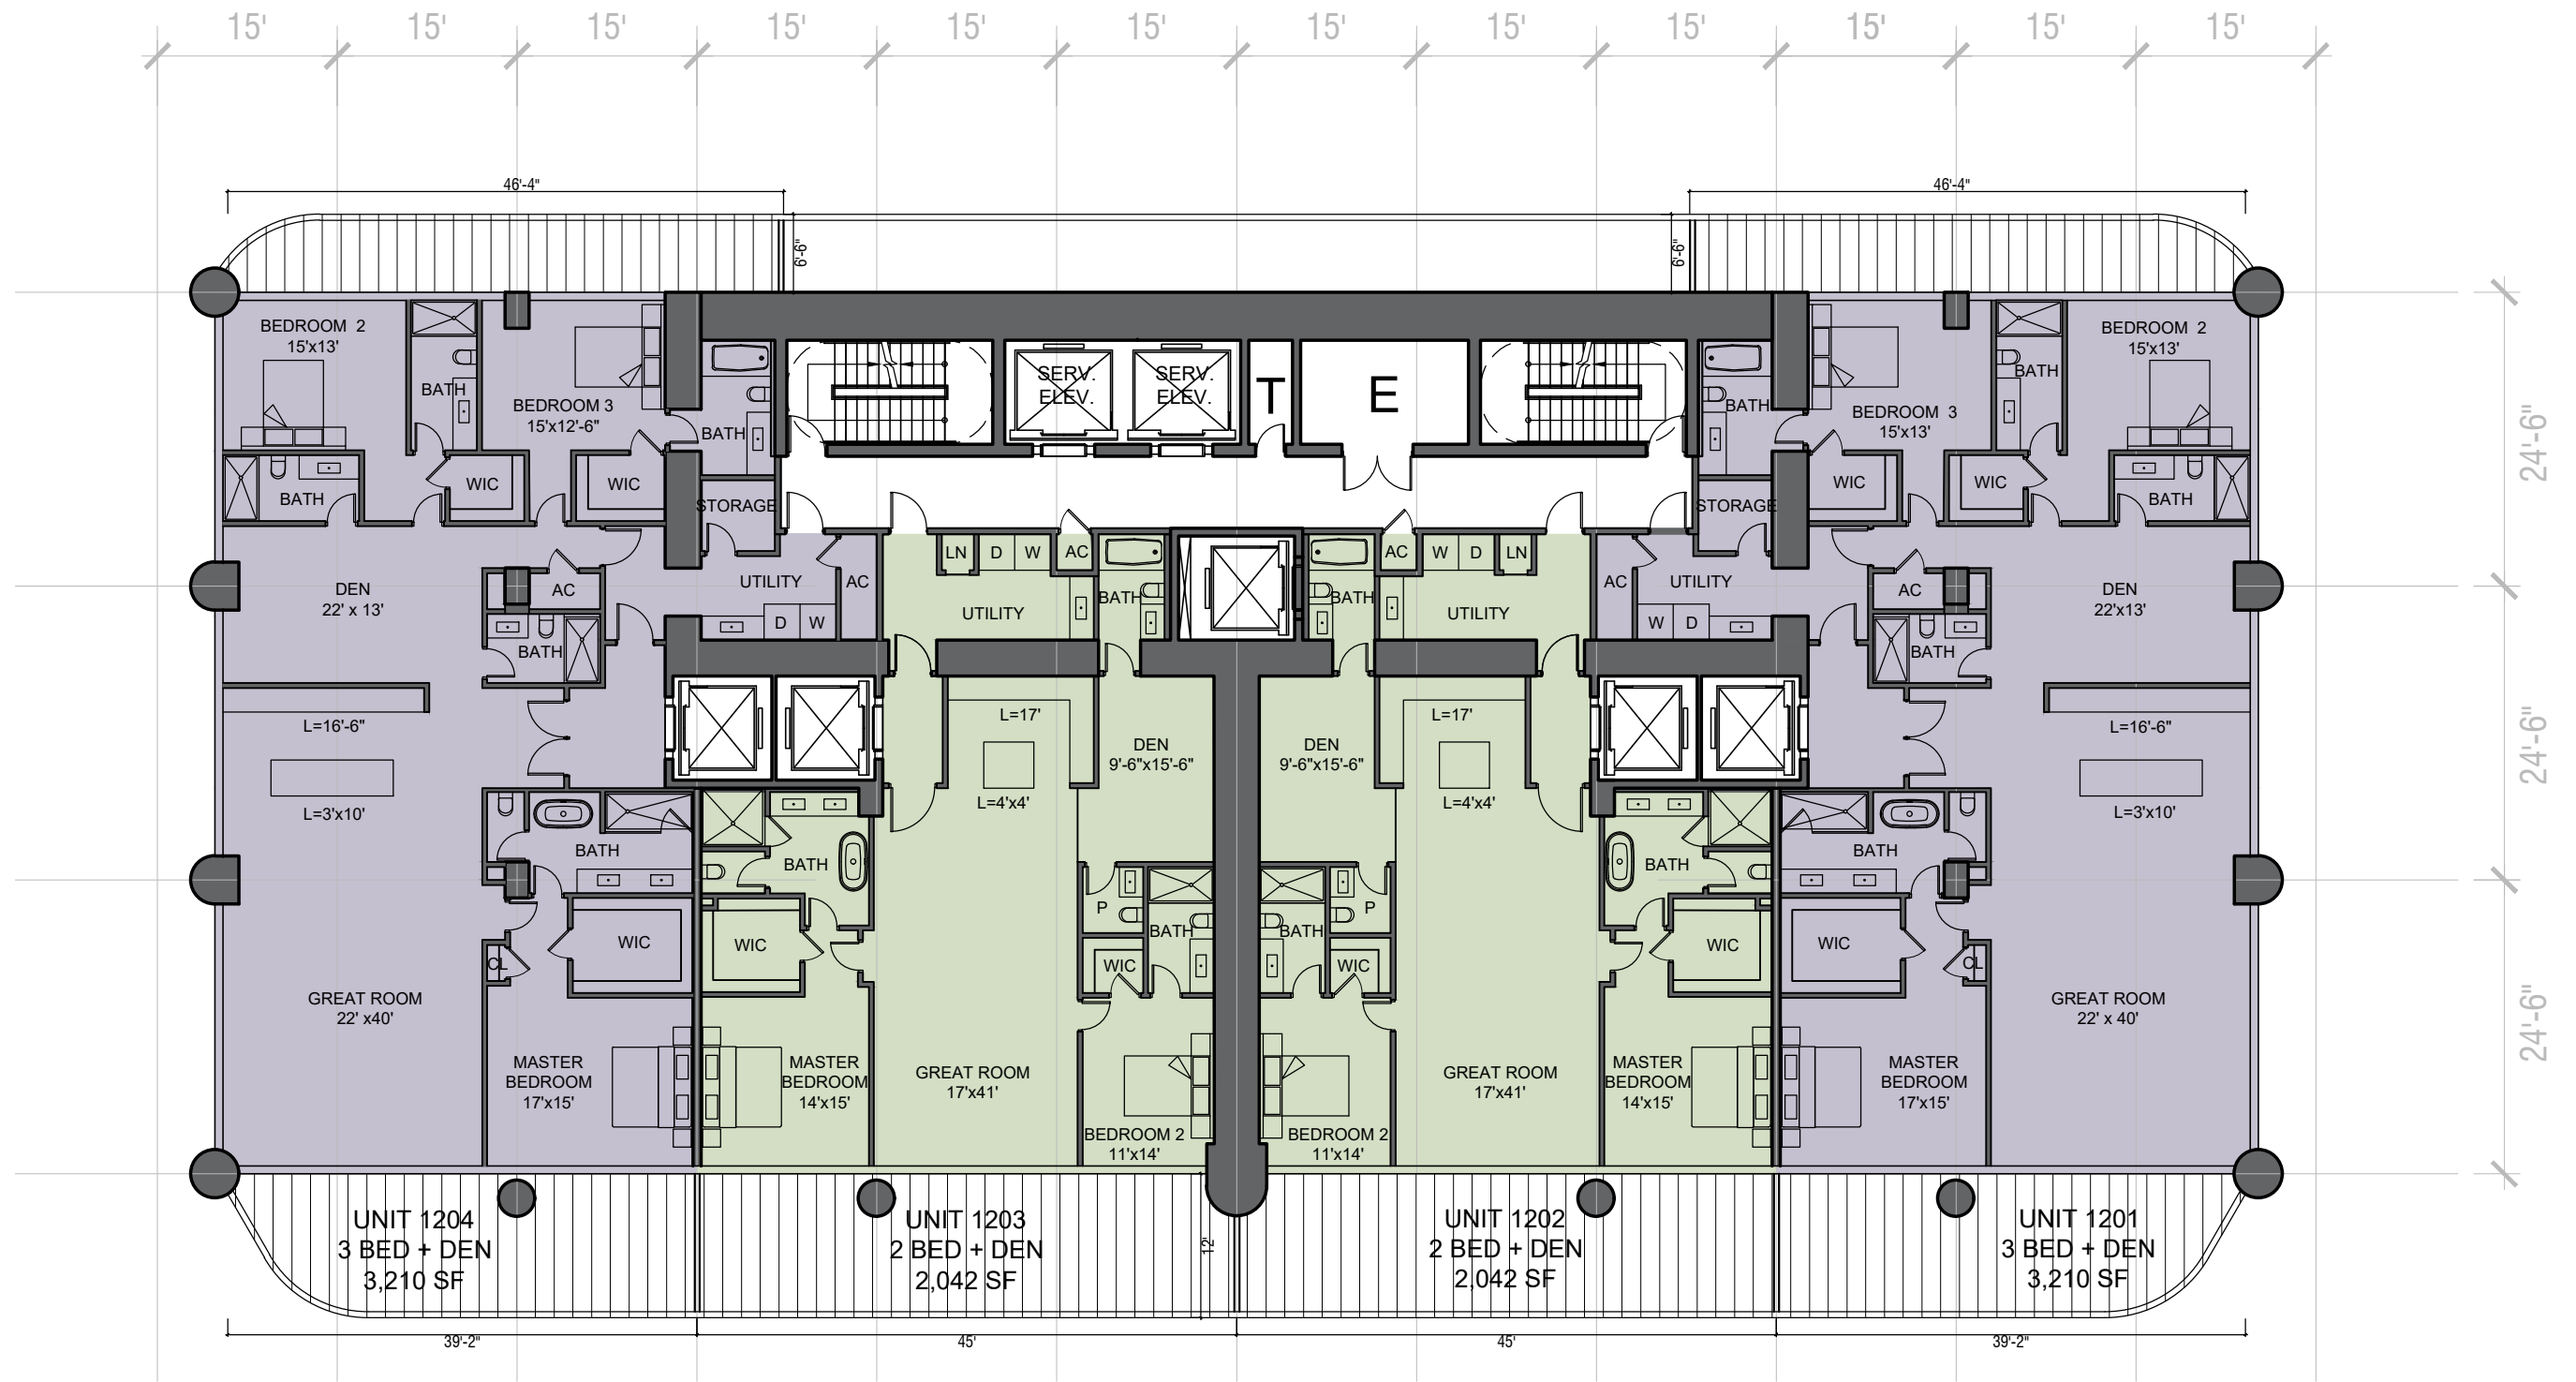 15' 15' 15' 15' 15' 15' 15' 15' 15' 15' 15' 15'
46'-4" 46'-4"
6'-6" 6'-6"
BEDROOM 2
15'x13'
BATH
BEDROOM 3
15'x12'-6"
BATH
SERV.
ELEV.
SERV.
ELEV.
T
E
BATH
BEDROOM 3
15'x13'
BATH
BEDROOM 2
15'x13'
24'-6"
BATH
WIC
WIC
STORAGE
STORAGE
WIC
WIC
BATH
DEN
22' x 13'
AC
BATH
UTILITY
D W
AC
LN D W AC
UTILITY
BATH
BATH
AC W D LN
UTILITY
AC
UTILITY
W D
AC
BATH
DEN
22'x13'
24'-6"
L=16'-6"
L=3'x10'
L=17'
L=4'x4'
DEN
9'-6"x15'-6"
DEN
9'-6"x15'-6"
L=17'
L=4'x4'
L=16'-6"
L=3'x10'
BATH
BATH
P
BATH
WIC
P
BATH
WIC
BATH
BATH
WIC
CL
WIC
WIC
WIC
CL
24'-6"
GREAT ROOM
22' x40'
MASTER
BEDROOM
17'x15'
MASTER
BEDROOM
14'x15'
GREAT ROOM
17'x41'
BEDROOM 2
11'x14'
BEDROOM 2
11'x14'
GREAT ROOM
17'x41'
MASTER
BEDROOM
14'x15'
MASTER
BEDROOM
17'x15'
GREAT ROOM
22' x 40'
UNIT 1204
3 BED + DEN
3,210 SF
UNIT 1203
2 BED + DEN
2,042 SF
12'
UNIT 1202
2 BED + DEN
2,042 SF
UNIT 1201
3 BED + DEN
3,210 SF
39'-2" 45' 45' 39'-2"